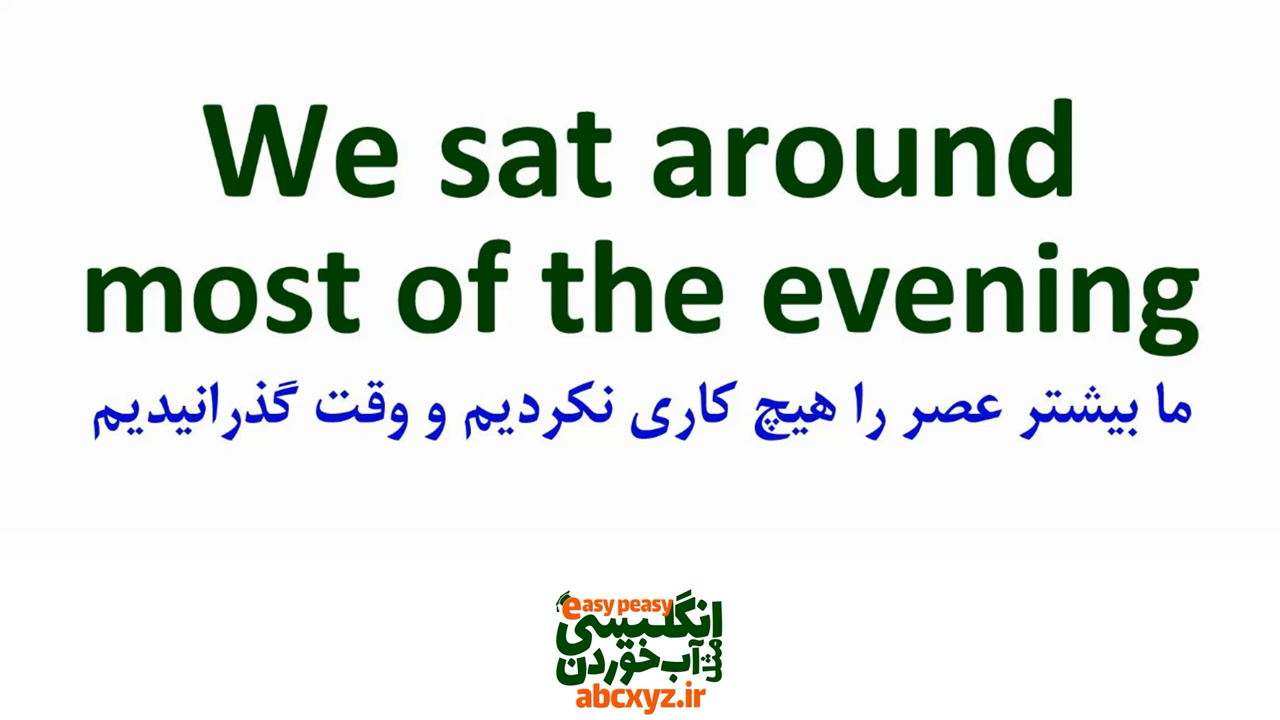 We sat around
most of the evening
ما بیشتر عصر را هیچ کاری نکردیم و وقت گذرانیدیم
easy peasy
انگلیسی
مثل آب خوردن
abcxyz.ir